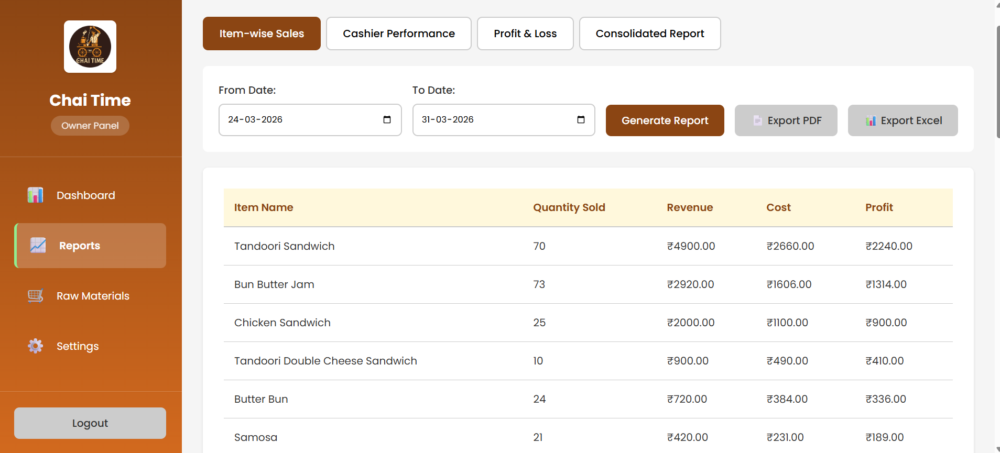 THE
CHAI TIME
Chai Time
Owner Panel
Dashboard
Reports
Raw Materials
Settings
Logout
Item-wise Sales Cashier Performance Profit & Loss Consolidated Report
From Date: To Date:
24-03-2026 31-03-2026 Generate Report Export PDF Export Excel
Item Name Quantity Sold Revenue Cost Profit
Tandoori Sandwich 70 ₹4900.00 ₹2660.00 ₹2240.00
Bun Butter Jam 73 ₹2920.00 ₹1606.00 ₹1314.00
Chicken Sandwich 25 ₹2000.00 ₹1100.00 ₹900.00
Tandoori Double Cheese Sandwich 10 ₹900.00 ₹490.00 ₹410.00
Butter Bun 24 ₹720.00 ₹384.00 ₹336.00
Samosa 21 ₹420.00 ₹231.00 ₹189.00